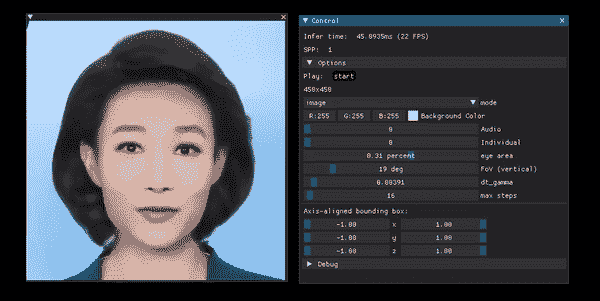 Control
Infer time: 45.0935ms (22 FPS)
SPP: 1
Options
Play: start
450x450
image mode
R:255 G:255 B:255 Background Color
0 Audio
0 Individual
0.31 percent eye area
19 deg FoV (vertical)
0.00391 dt_gamma
16 max steps
Axis-aligned bounding box:
-1.00 x 1.00
-1.00 y 1.00
-1.00 z 1.00
Debug